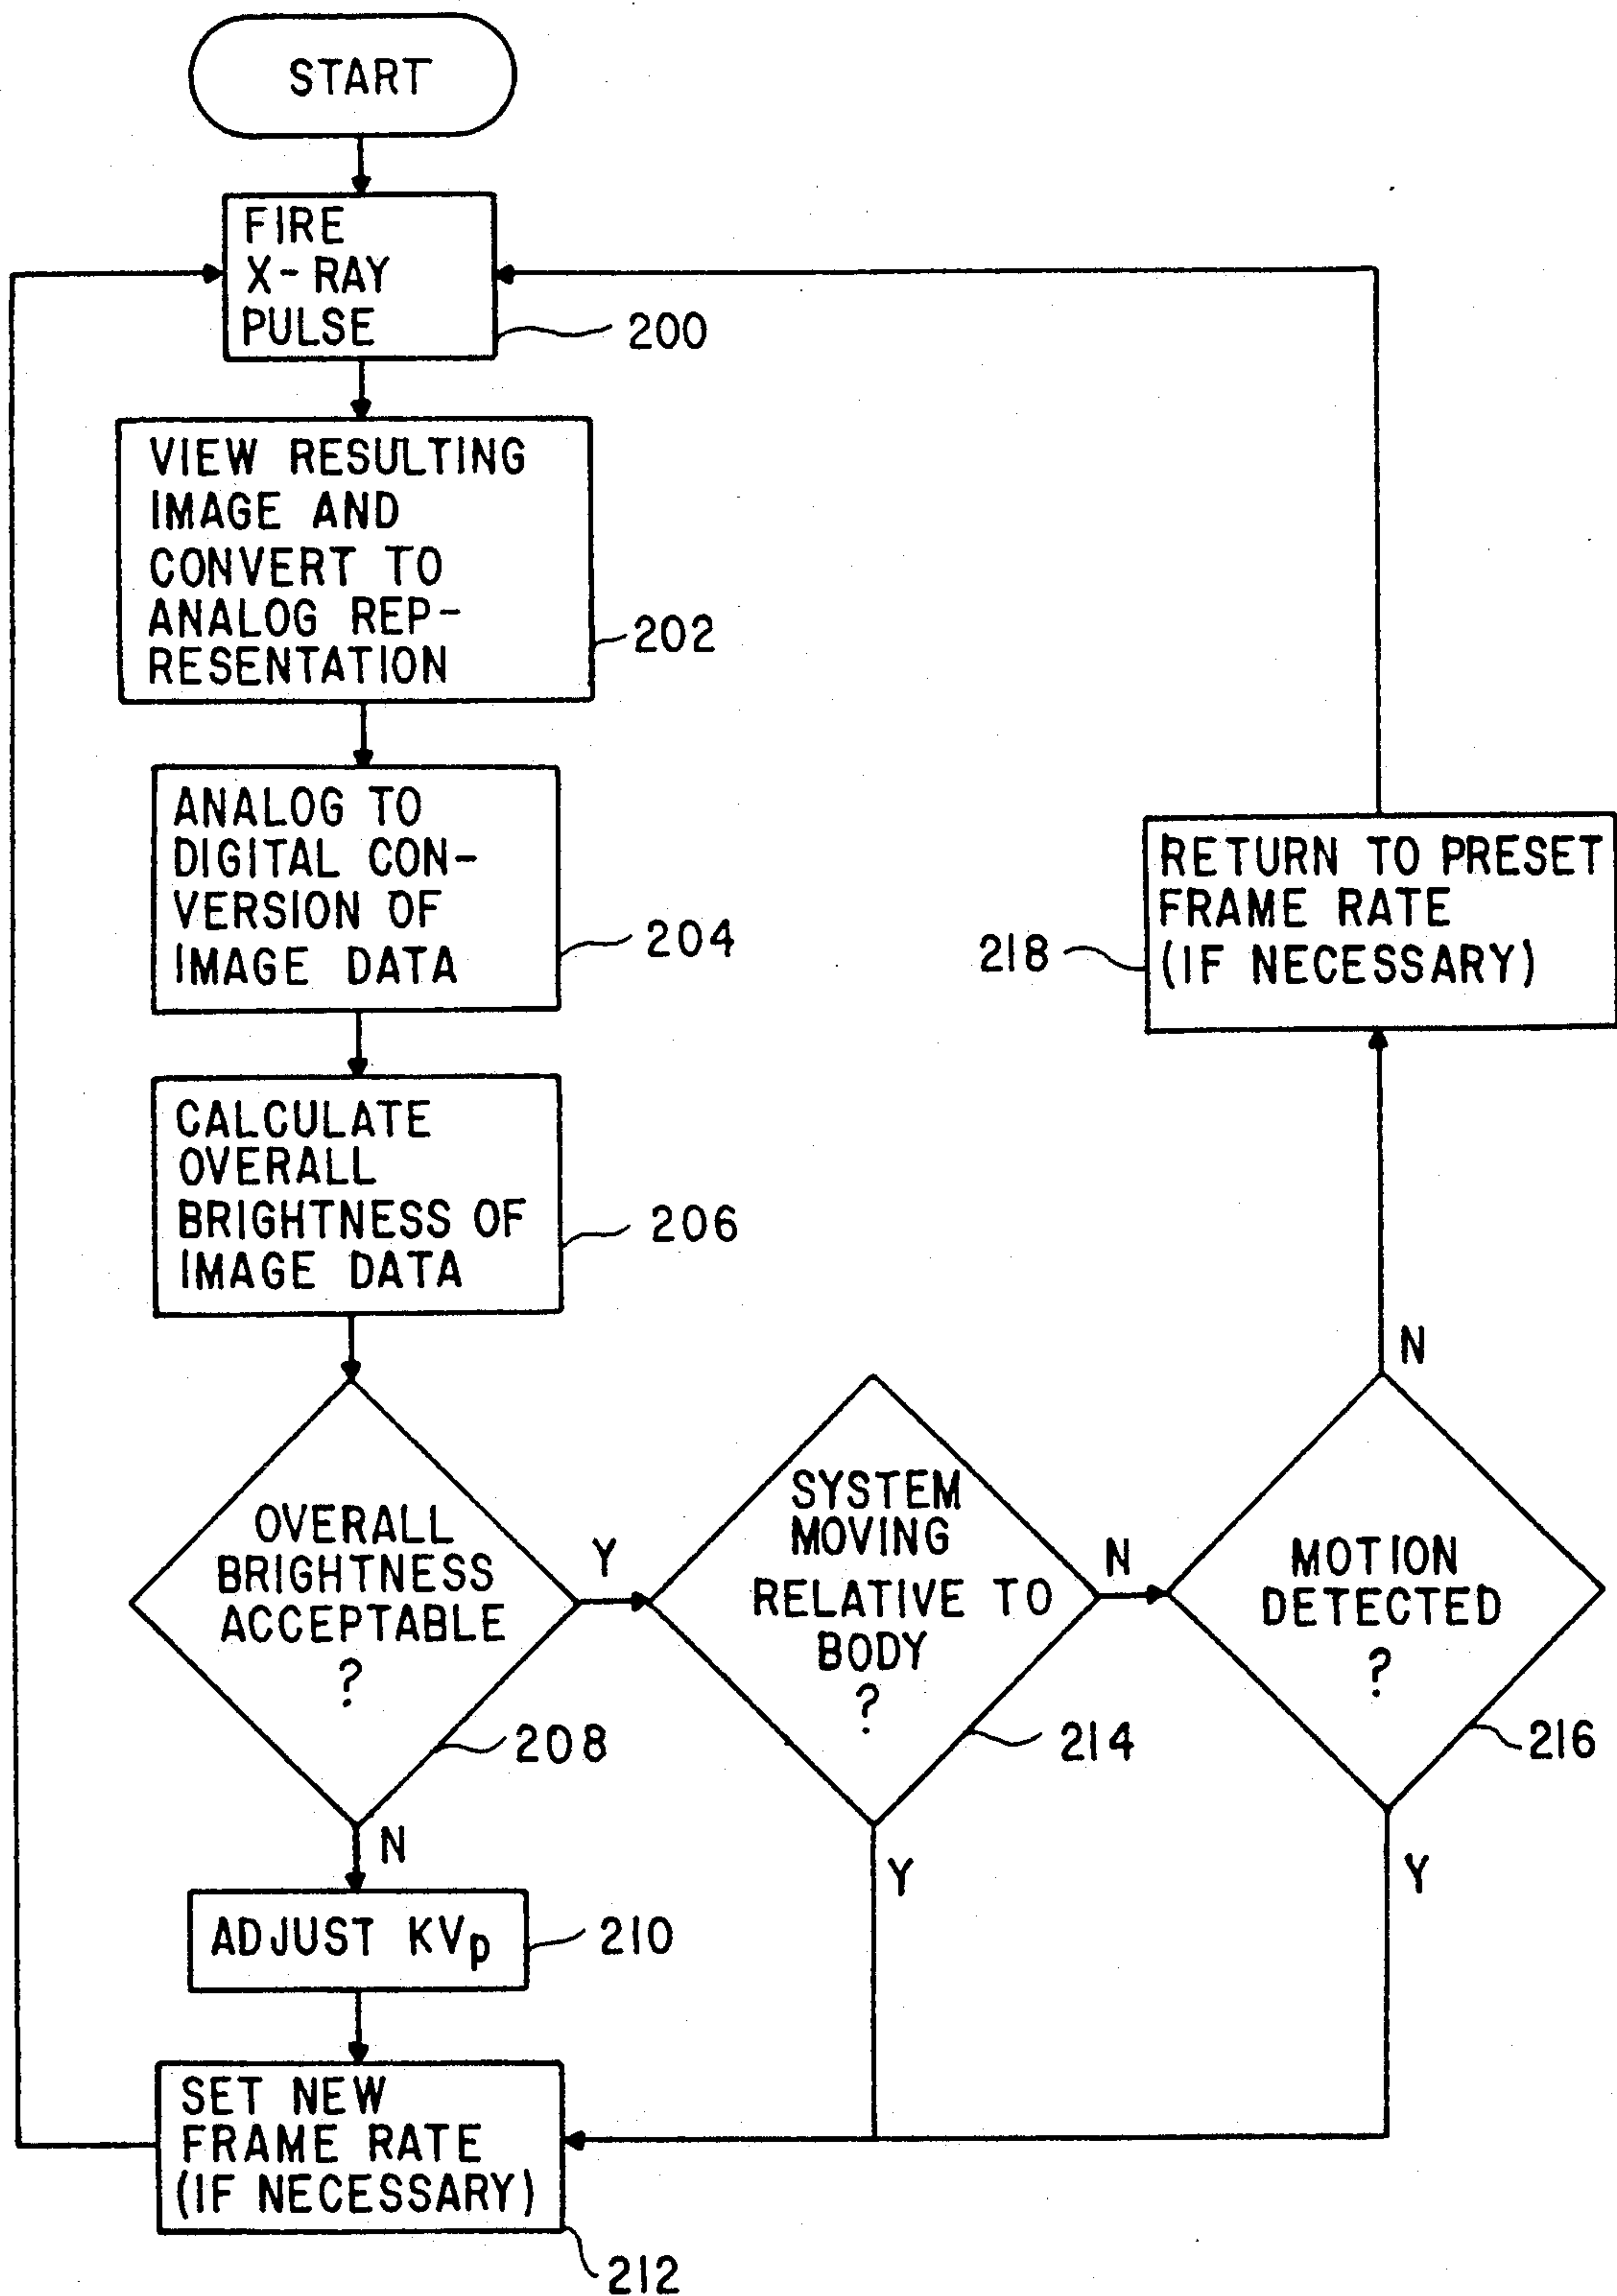 START
FIRE
X-RAY
PULSE
200
VIEW RESULTING
IMAGE AND
CONVERT TO
ANALOG REP-
RESENTATION
202
ANALOG TO
DIGITAL CON-
VERSION OF
IMAGE DATA
204
RETURN TO PRESET
FRAME RATE
(IF NECESSARY)
218
CALCULATE
OVERALL
BRIGHTNESS OF
IMAGE DATA
206
OVERALL
BRIGHTNESS
ACCEPTABLE
?
208
Y
N
SYSTEM
MOVING
RELATIVE TO
BODY
?
214
N
Y
MOTION
DETECTED
?
216
N
Y
ADJUST KVp
210
SET NEW
FRAME RATE
(IF NECESSARY)
212